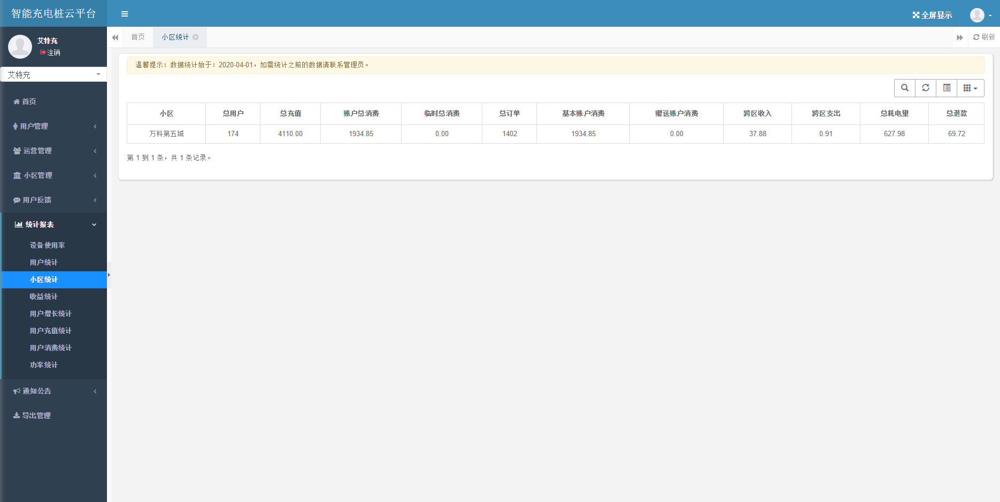 智能充电桩云平台
全屏显示
-
艾特充
注销
艾特充
首页
小区统计
刷新
首页
用户管理
运营管理
小区管理
用户反馈
统计报表
设备使用率
用户统计
小区统计
收益统计
用户增长统计
用户充值统计
用户消费统计
功率统计
通知公告
导出管理
温馨提示：数据统计始于：2020-04-01，如需统计之前的数据请联系管理员。
小区 总用户 总充值 账户总消费 临时总消费 总订单 基本账户消费 赠送账户消费 跨区收入 跨区支出 总耗电量 总退款
万科第五城 174 4110.00 1934.85 0.00 1402 1934.85 0.00 37.88 0.91 627.98 69.72
第 1 到 1 条，共 1 条记录。